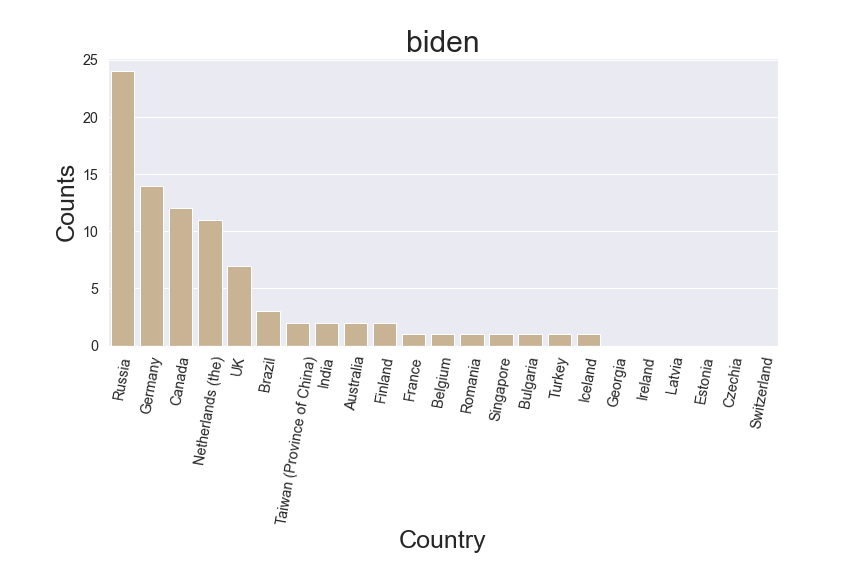 biden
Counts
25
20
15
10
5
0
Russia
Germany
Canada
Netherlands (the)
UK
Brazil
Taiwan (Province of China)
India
Australia
Finland
France
Belgium
Romania
Singapore
Bulgaria
Turkey
Iceland
Georgia
Ireland
Latvia
Estonia
Czechia
Switzerland
Country